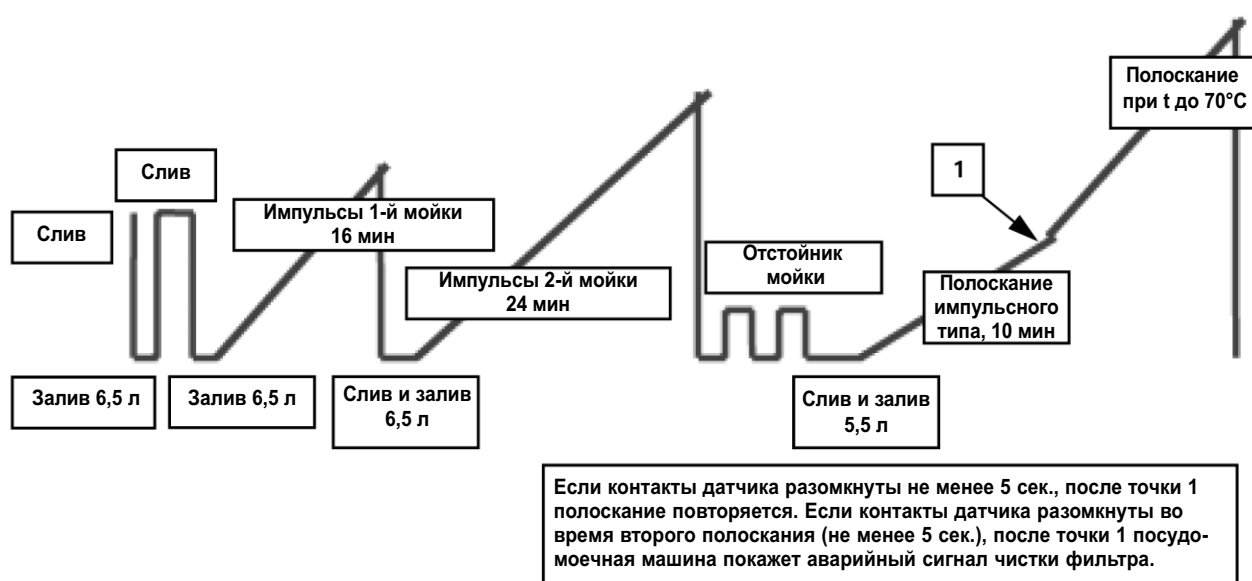 Слив
Слив
Импульсы 1-й мойки
16 мин
Импульсы 2-й мойки
24 мин
Отстойник
мойки
1
Полоскание
импульсного
типа, 10 мин
Полоскание
при t до 70°C
Залив 6,5 л
Залив 6,5 л
Слив и залив
6,5 л
Слив и залив
5,5 л
Если контакты датчика разомкнуты не менее 5 сек., после точки 1
полоскание повторяется. Если контакты датчика разомкнуты во
время второго полоскания (не менее 5 сек.), после точки 1 посудо-
моечная машина покажет аварийный сигнал чистки фильтра.